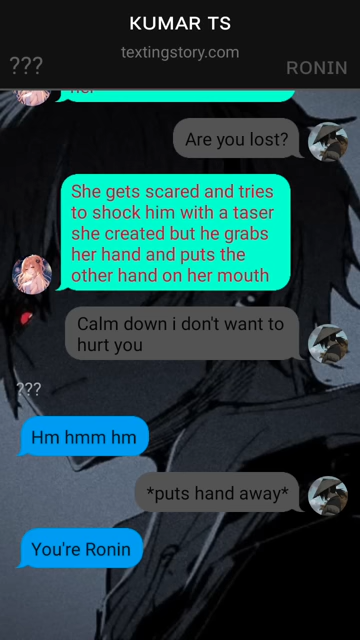 KUMAR TS
textingstory.com
???
RONIN
her
Are you lost?
She gets scared and tries
to shock him with a taser
she created but he grabs
her hand and puts the
other hand on her mouth
Calm down i don't want to
hurt you
???
Hm hmm hm
*puts hand away*
You're Ronin